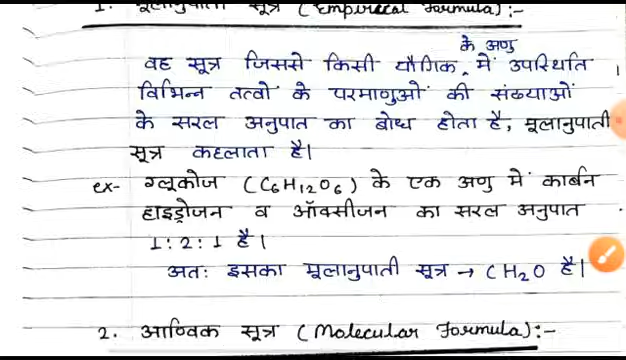 1. मूलानुपाती सूत्र (Empirical Formula):-
के अणु
वह सूत्र जिससे किसी यौगिक में उपस्थिति
विभिन्न तत्वों के परमाणुओं की संख्याओं
के सरल अनुपात का बोध होता है, मूलानुपाती
सूत्र कहलाता है।
ex- ग्लूकोज (C6H12O6) के एक अणु में कार्बन
हाइड्रोजन व ऑक्सीजन का सरल अनुपात
1:2:1 है।
अतः इसका मूलानुपाती सूत्र → CH2O है।
2. आण्विक सूत्र (Molecular Formula):-